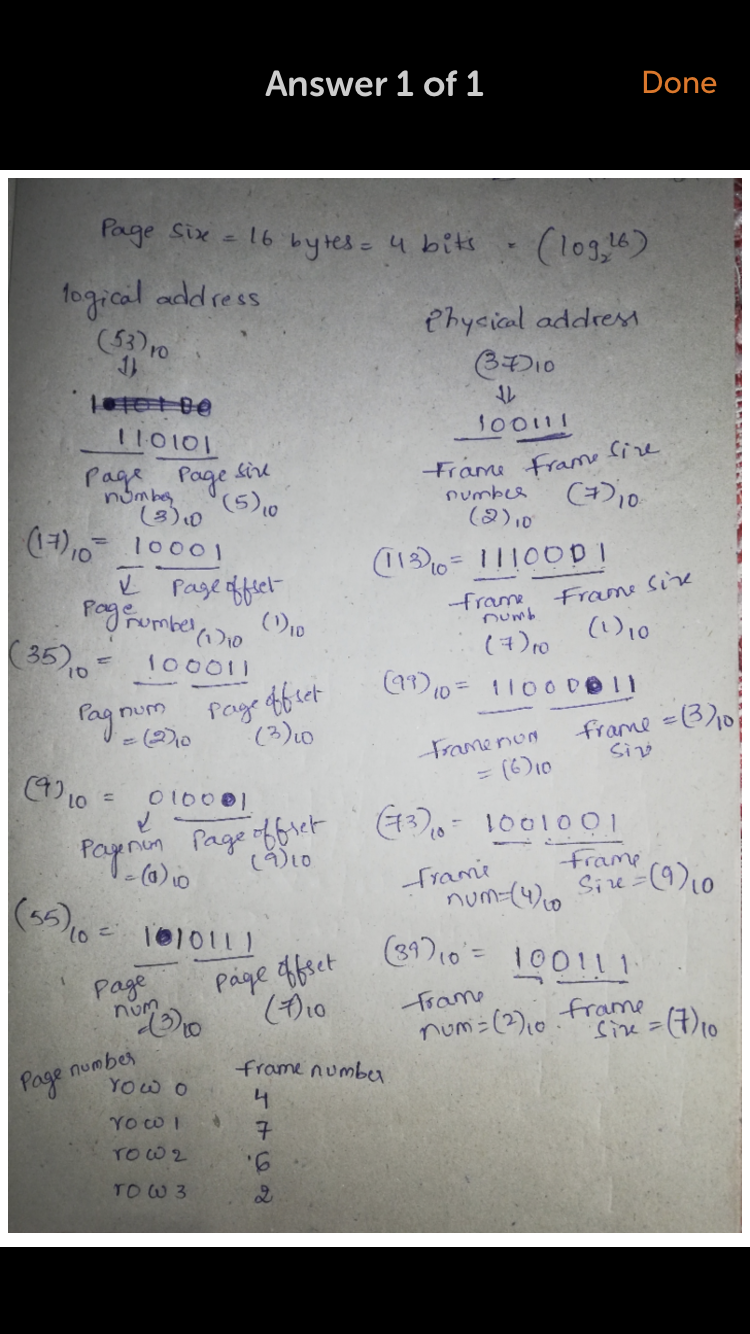 Answer 1 of 1
Done
Page size = 16 bytes = 4 bits = (log₂16)
logical address
(53)10
⇓
110101
Page number (3)10
Page size (5)10
(17)10 = 10001
Page number (1)10
Page offset (1)10
(35)10 = 100011
Pag num = (2)10
Page offset (3)10
(9)10 = 010001
Page num = (0)10
Page offset (9)10
(55)10 = 1010111
Page num = (3)10
Page offset (7)10
Physical address
(37)10
⇓
100111
Frame number (2)10
Frame size (7)10
(113)10 = 1110001
frame numb (7)10
Frame size (1)10
(99)10 = 1100011
frame num = (6)10
frame size = (3)10
(73)10 = 1001001
frame num = (4)10
frame size = (9)10
(39)10 = 100111
frame num = (2)10
frame size = (7)10
Page number frame number
row 0 4
row 1 7
row 2 6
row 3 2